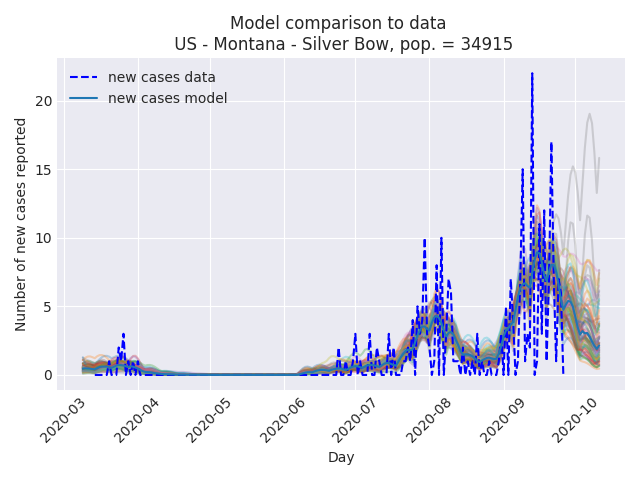 Model comparison to data
US - Montana - Silver Bow, pop. = 34915
new cases data
new cases model
Number of new cases reported
20
15
10
5
0
2020-03
2020-04
2020-05
2020-06
2020-07
2020-08
2020-09
2020-10
Day